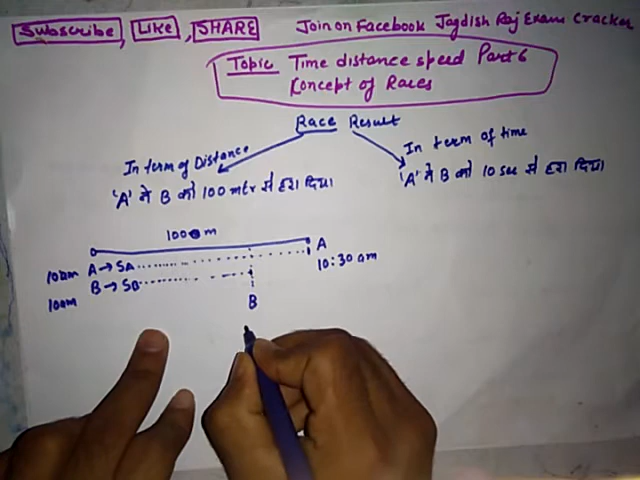 Subscribe, Like, SHARE Join on Facebook Jagdish Raj Exam Cracker
Topic Time distance speed Part 6
Concept of Races
Race Result
In term of Distance
'A' ने B को 100 mtr से हरा दिया
In term of time
'A' ने B को 10 sec से हरा दिया
1000 m
A
10:30 am
10am A→SA
B→SB
10am
B